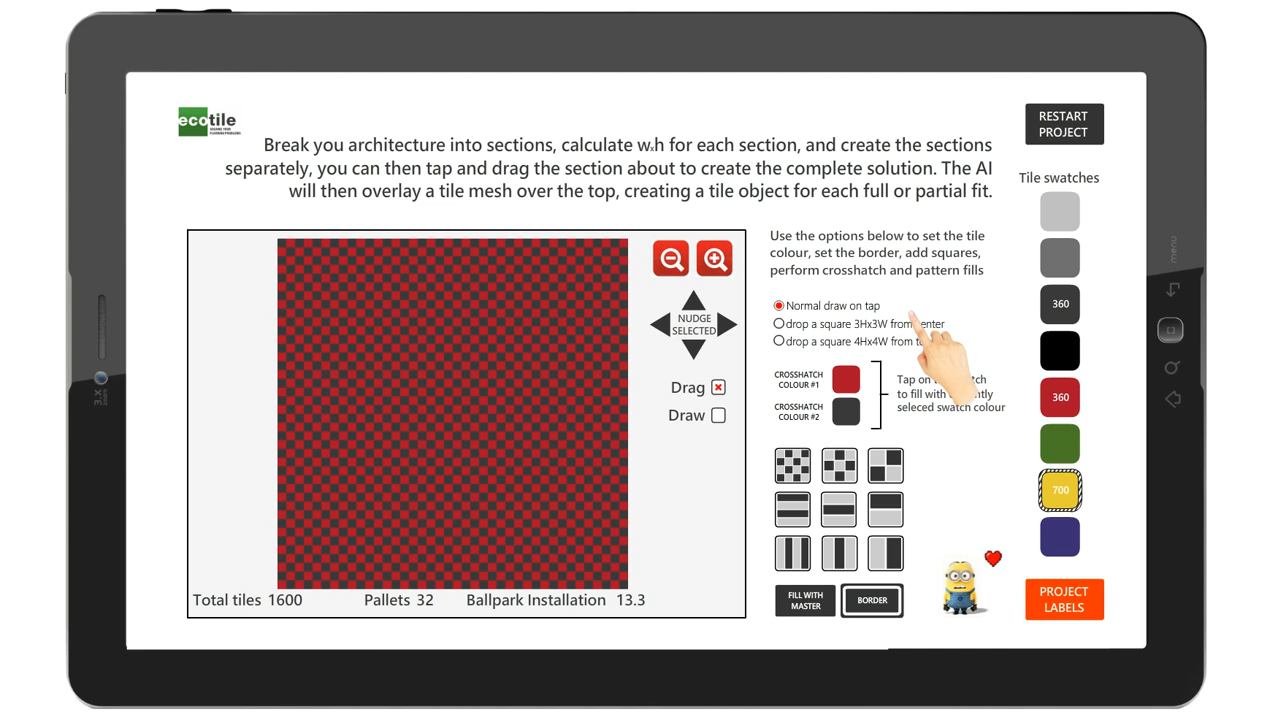 ecotile
Break you architecture into sections, calculate w,h for each section, and create the sections
separately, you can then tap and drag the section about to create the complete solution. The AI
will then overlay a tile mesh over the top, creating a tile object for each full or partial fit.
RESTART
PROJECT
Tile swatches
Use the options below to set the tile
colour, set the border, add squares,
perform crosshatch and pattern fills
NUDGE
SELECTED
Normal draw on tap
drop a square 3Hx3W from enter
drop a square 4Hx4W from
360
Drag
Draw
CROSSHATCH
COLOUR #1
CROSSHATCH
COLOUR #2
Tap on
to fill with
seleced swatch colour
360
700
Total tiles 1600 Pallets 32 Ballpark Installation 13.3
FILL WITH
MASTER
BORDER
PROJECT
LABELS
menu
3.X
zoom